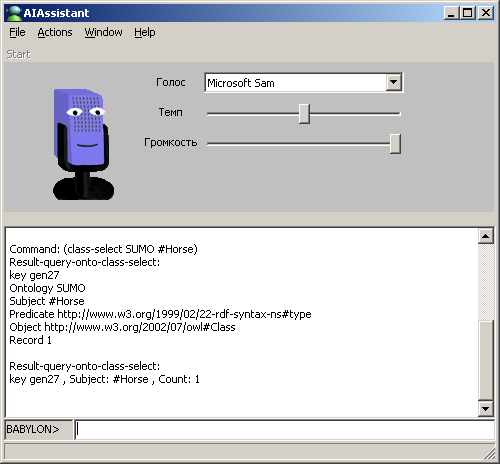 AIAssistant
File Actions Window Help
Start
Голос Microsoft Sam
Темп
Громкость
Command: (class-select SUMO #Horse)
Result-query-onto-class-select:
key gen27
Ontology SUMO
Subject #Horse
Predicate http://www.w3.org/1999/02/22-rdf-syntax-ns#type
Object http://www.w3.org/2002/07/owl#Class
Record 1
Result-query-onto-class-select:
key gen27 , Subject: #Horse , Count: 1
BABYLON>